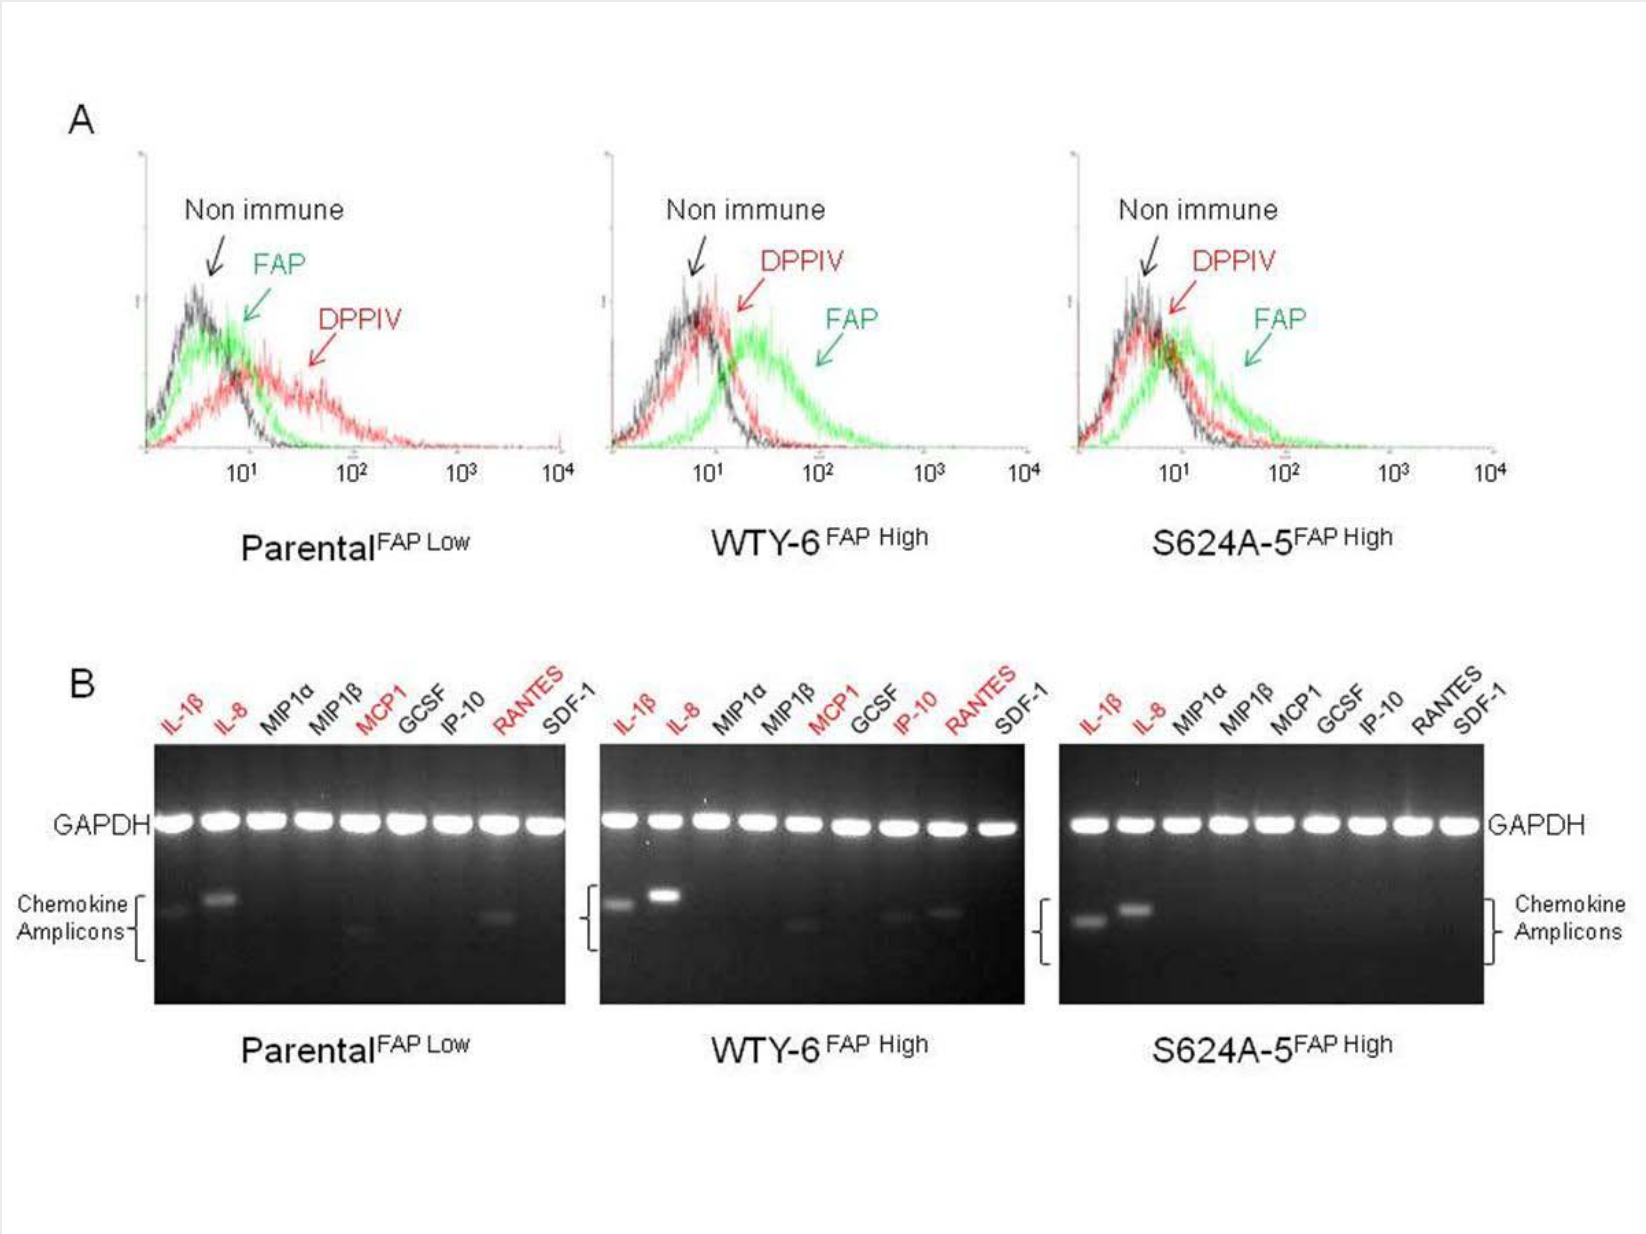 A
Non immune
FAP
DPPIV
10¹ 10² 10³ 10⁴
Parental FAP Low
Non immune
DPPIV
FAP
10¹ 10² 10³ 10⁴
WTY-6 FAP High
Non immune
DPPIV
FAP
10¹ 10² 10³ 10⁴
S624A-5 FAP High
B
IL-1β IL-8 MIP1α MIP1β MCP1 GCSF IP-10 RANTES SDF-1
IL-1β IL-8 MIP1α MIP1β MCP1 GCSF IP-10 RANTES SDF-1
IL-1β IL-8 MIP1α MIP1β MCP1 GCSF IP-10 RANTES SDF-1
GAPDH
GAPDH
Chemokine
Amplicons
Chemokine
Amplicons
Parental FAP Low
WTY-6 FAP High
S624A-5 FAP High